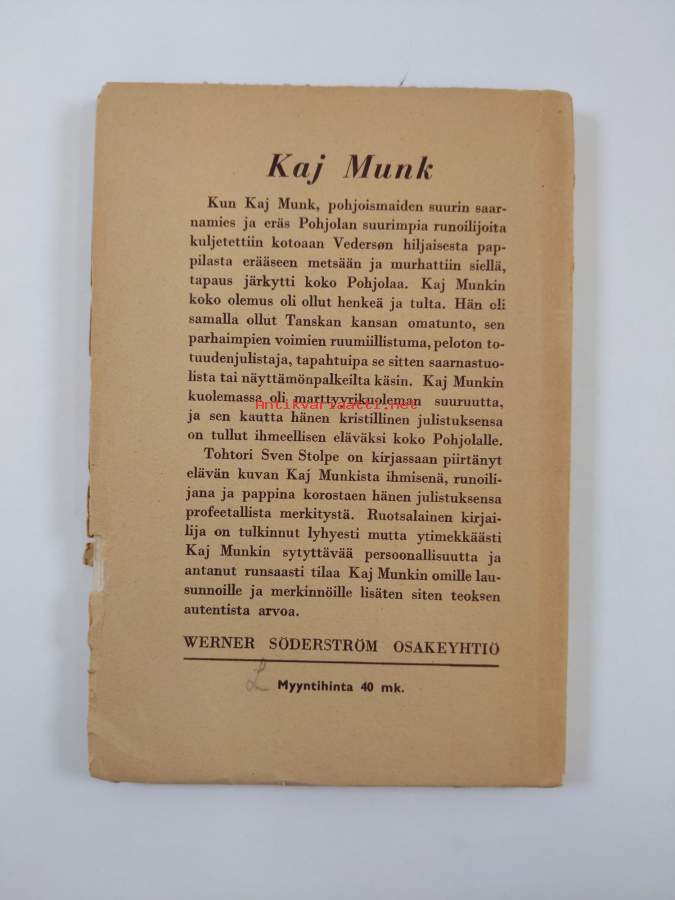 Kaj Munk
Kun Kaj Munk, pohjoismaiden suurin saar-
namies ja eräs Pohjolan suurimpia runoilijoita
kuljetettiin kotoaan Vedersøn hiljaisesta pap-
pilasta erääseen metsään ja murhattiin siellä,
tapaus järkytti koko Pohjolaa. Kaj Munkin
koko olemus oli ollut henkeä ja tulta. Hän oli
samalla ollut Tanskan kansan omatunto, sen
parhaimpien voimien ruumiillistuma, peloton to-
tuudenjulistaja, tapahtuipa se sitten saarnastuo-
lista tai näyttämönpalkeilta käsin. Kaj Munkin
kuolemassa oli marttyyrikuoleman suuruutta,
Antikvariaatti.net
ja sen kautta hänen kristillinen julistuksensa
on tullut ihmeellisen eläväksi koko Pohjolalle.
Tohtori Sven Stolpe on kirjassaan piirtänyt
elävän kuvan Kaj Munkista ihmisenä, runoili-
jana ja pappina korostaen hänen julistuksensa
profeetallista merkitystä. Ruotsalainen kirjai-
lija on tulkinnut lyhyesti mutta ytimekkäästi
Kaj Munkin sytyttävää persoonallisuutta ja
antanut runsaasti tilaa Kaj Munkin omille lau-
sunnoille ja merkinnöille lisäten siten teoksen
autentista arvoa.
WERNER SÖDERSTRÖM OSAKEYHTIÖ
L Myyntihinta 40 mk.